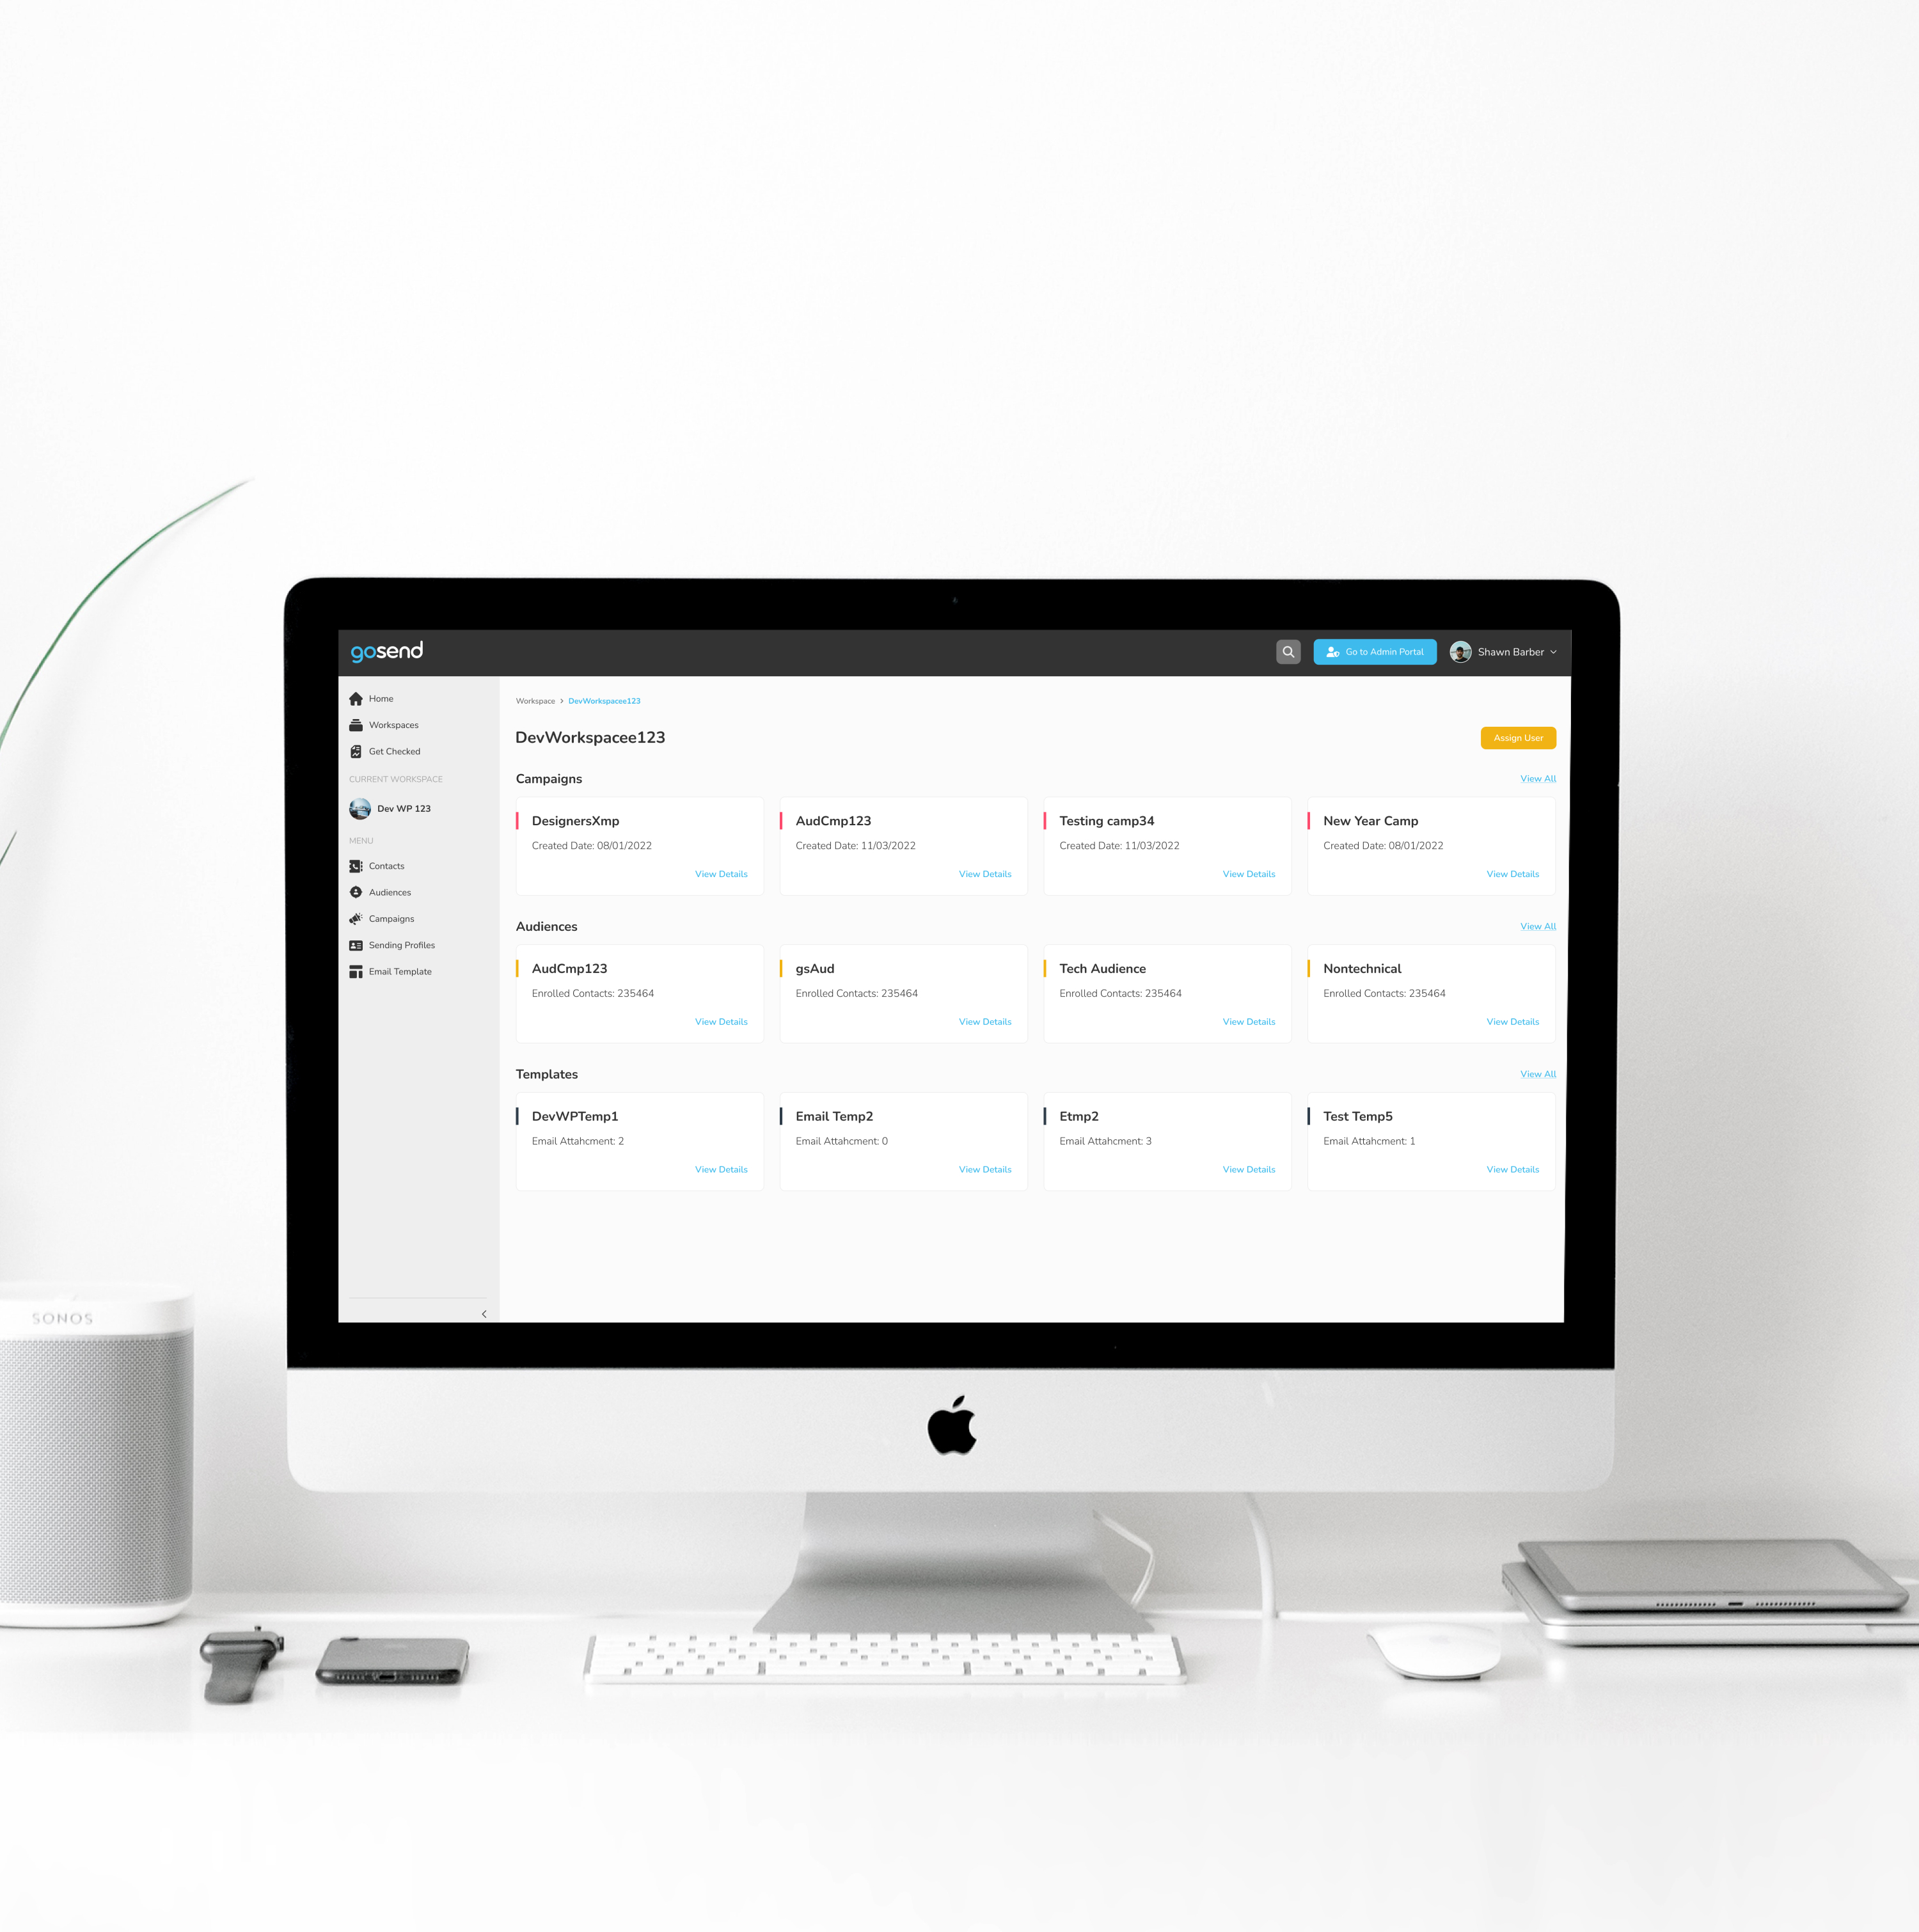 gosend
Go to Admin Portal
Shawn Barber
Home
Workspaces
Get Checked
CURRENT WORKSPACE
Dev WP 123
MENU
Contacts
Audiences
Campaigns
Sending Profiles
Email Template
Workspace > DevWorkspacee123
DevWorkspacee123
Assign User
Campaigns
View All
DesignersXmp
Created Date: 08/01/2022
View Details
AudCmp123
Created Date: 11/03/2022
View Details
Testing camp34
Created Date: 11/03/2022
View Details
New Year Camp
Created Date: 08/01/2022
View Details
Audiences
View All
AudCmp123
Enrolled Contacts: 235464
View Details
gsAud
Enrolled Contacts: 235464
View Details
Tech Audience
Enrolled Contacts: 235464
View Details
Nontechnical
Enrolled Contacts: 235464
View Details
Templates
View All
DevWPTemp1
Email Attahcment: 2
View Details
Email Temp2
Email Attahcment: 0
View Details
Etmp2
Email Attahcment: 3
View Details
Test Temp5
Email Attahcment: 1
View Details
SONOS